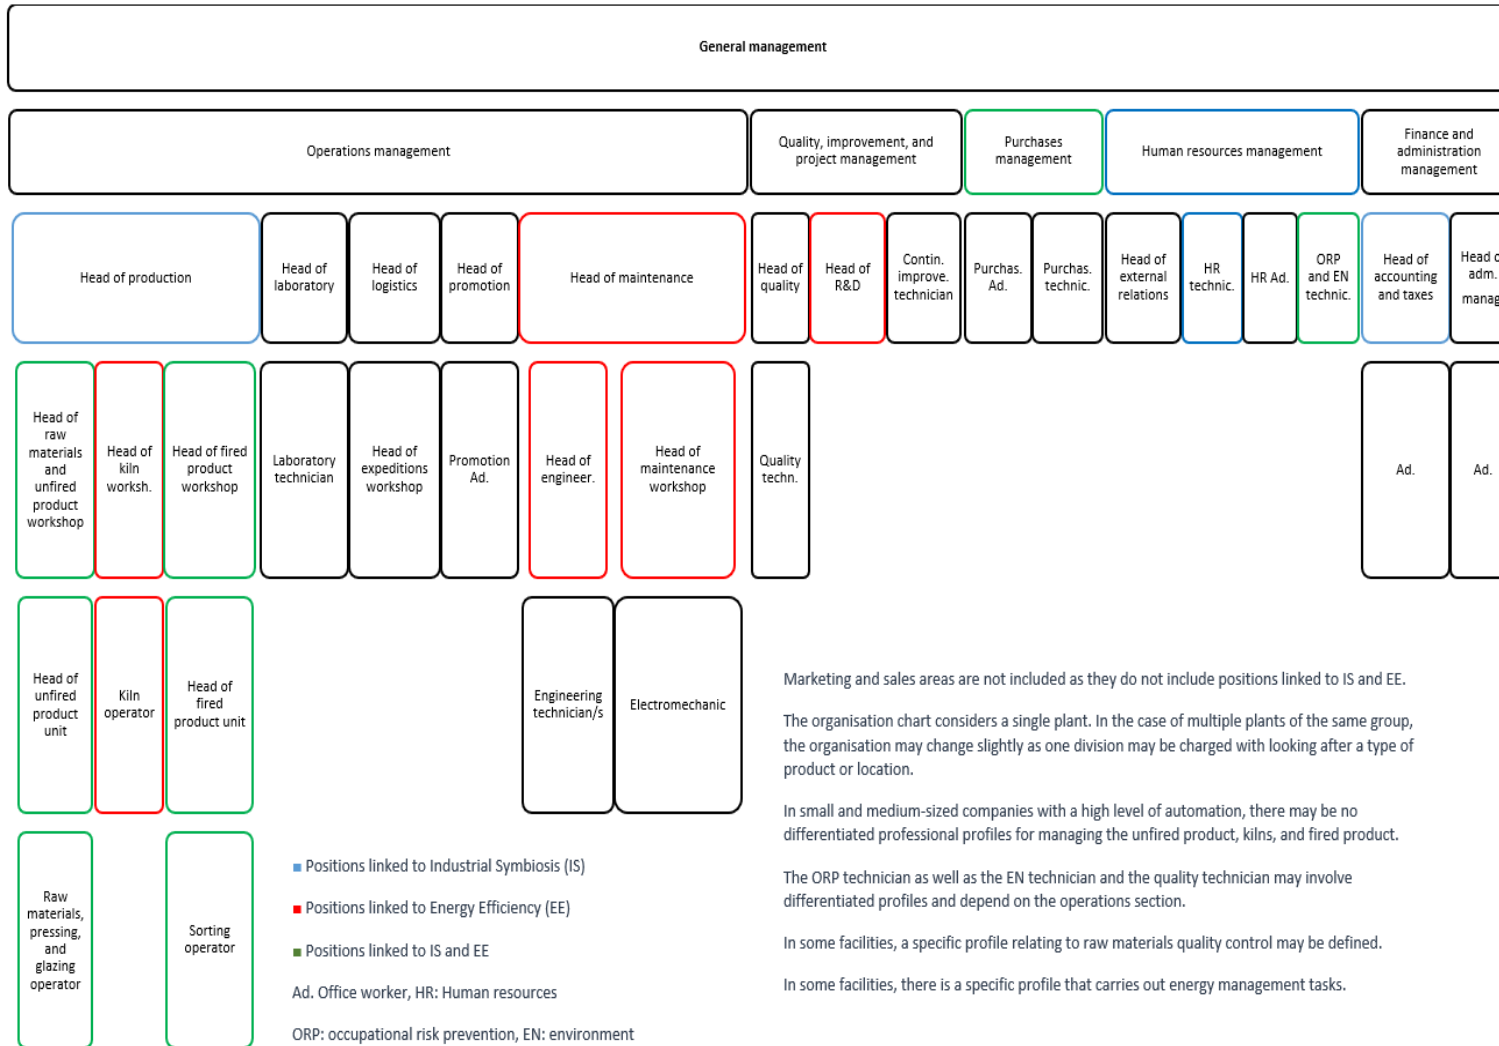 General management
Operations management
Quality, improvement, and
project management
Purchases
management
Human resources management
Finance and
administration
management
Head of production
Head of
laboratory
Head of
logistics
Head of
promotion
Head of maintenance
Head of
quality
Head of
R&D
Contin.
improve.
technician
Purchas.
Ad.
Purchas.
technic.
Head of
external
relations
HR
technic.
HR Ad.
ORP
and EN
technic.
Head of
accounting
and taxes
Head o
adm.
manag
Head of
raw
materials
and
unfired
product
workshop
Head of
kiln
worksh.
Head of fired
product
workshop
Laboratory
technician
Head of
expeditions
workshop
Promotion
Ad.
Head of
engineer.
Head of
maintenance
workshop
Quality
techn.
Ad.
Ad.
Head of
unfired
product
unit
Kiln
operator
Head of
fired
product unit
Engineering
technician/s
Electromechanic
Raw
materials,
pressing,
and
glazing
operator
Sorting
operator
Positions linked to Industrial Symbiosis (IS)
Positions linked to Energy Efficiency (EE)
Positions linked to IS and EE
Ad. Office worker, HR: Human resources
ORP: occupational risk prevention, EN: environment
Marketing and sales areas are not included as they do not include positions linked to IS and EE.
The organisation chart considers a single plant. In the case of multiple plants of the same group,
the organisation may change slightly as one division may be charged with looking after a type of
product or location.
In small and medium-sized companies with a high level of automation, there may be no
differentiated professional profiles for managing the unfired product, kilns, and fired product.
The ORP technician as well as the EN technician and the quality technician may involve
differentiated profiles and depend on the operations section.
In some facilities, a specific profile relating to raw materials quality control may be defined.
In some facilities, there is a specific profile that carries out energy management tasks.